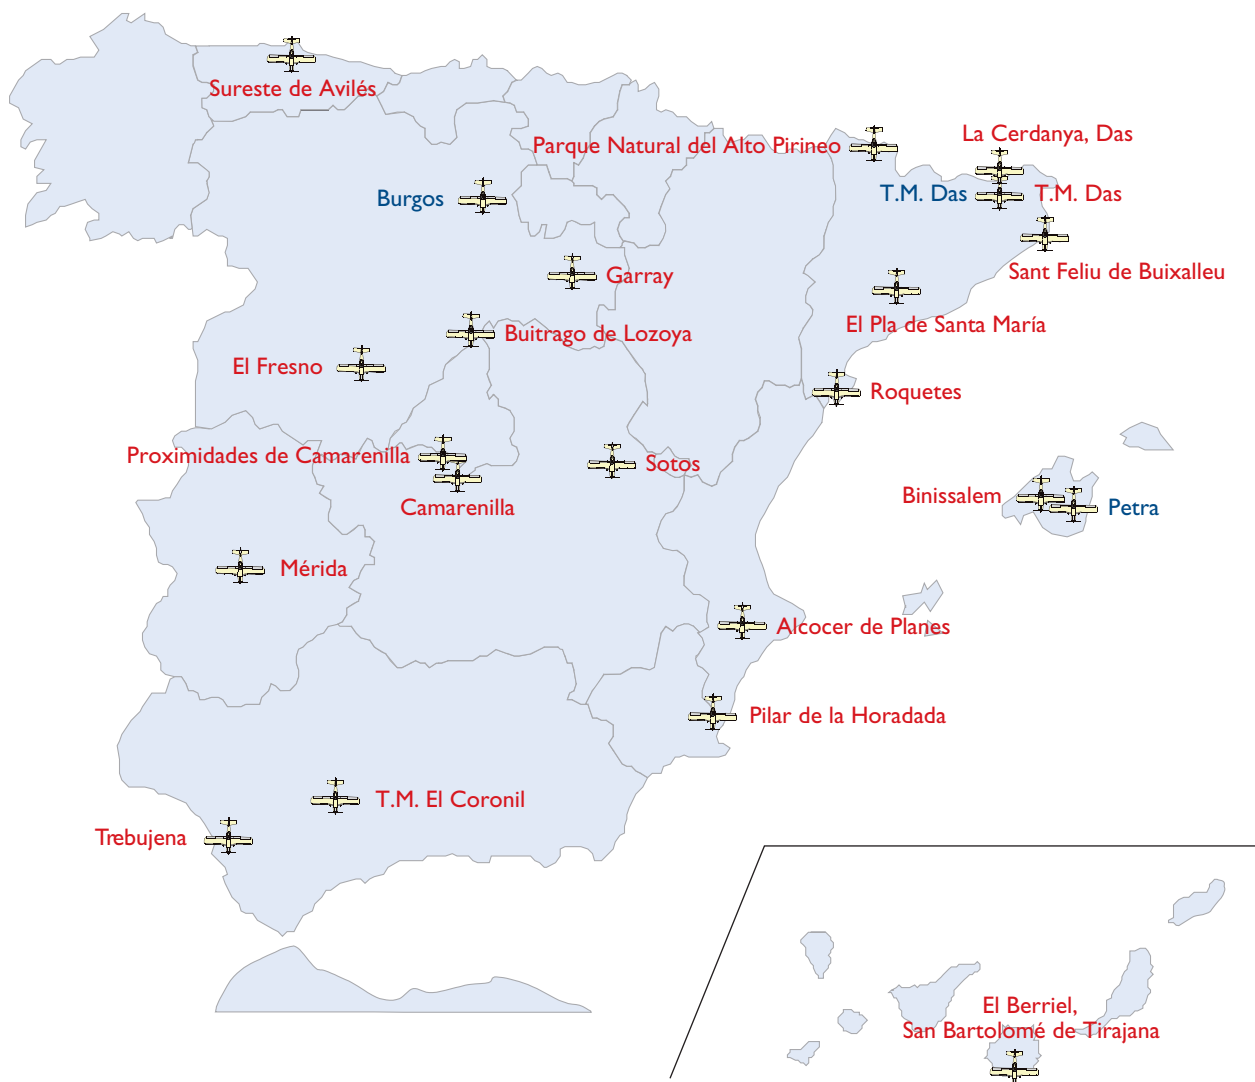 Sureste de Avilés
La Cerdanya, Das
Parque Natural del Alto Pirineo
Burgos
T.M. Das
T.M. Das
Sant Feliu de Buixalleu
Garray
El Pla de Santa María
Buitrago de Lozoya
El Fresno
Roquetes
Proximidades de Camarenilla
Sotos
Camarenilla
Binissalem
Petra
Mérida
Alcocer de Planes
Pilar de la Horadada
T.M. El Coronil
Trebujena
El Berriel,
San Bartolomé de Tirajana